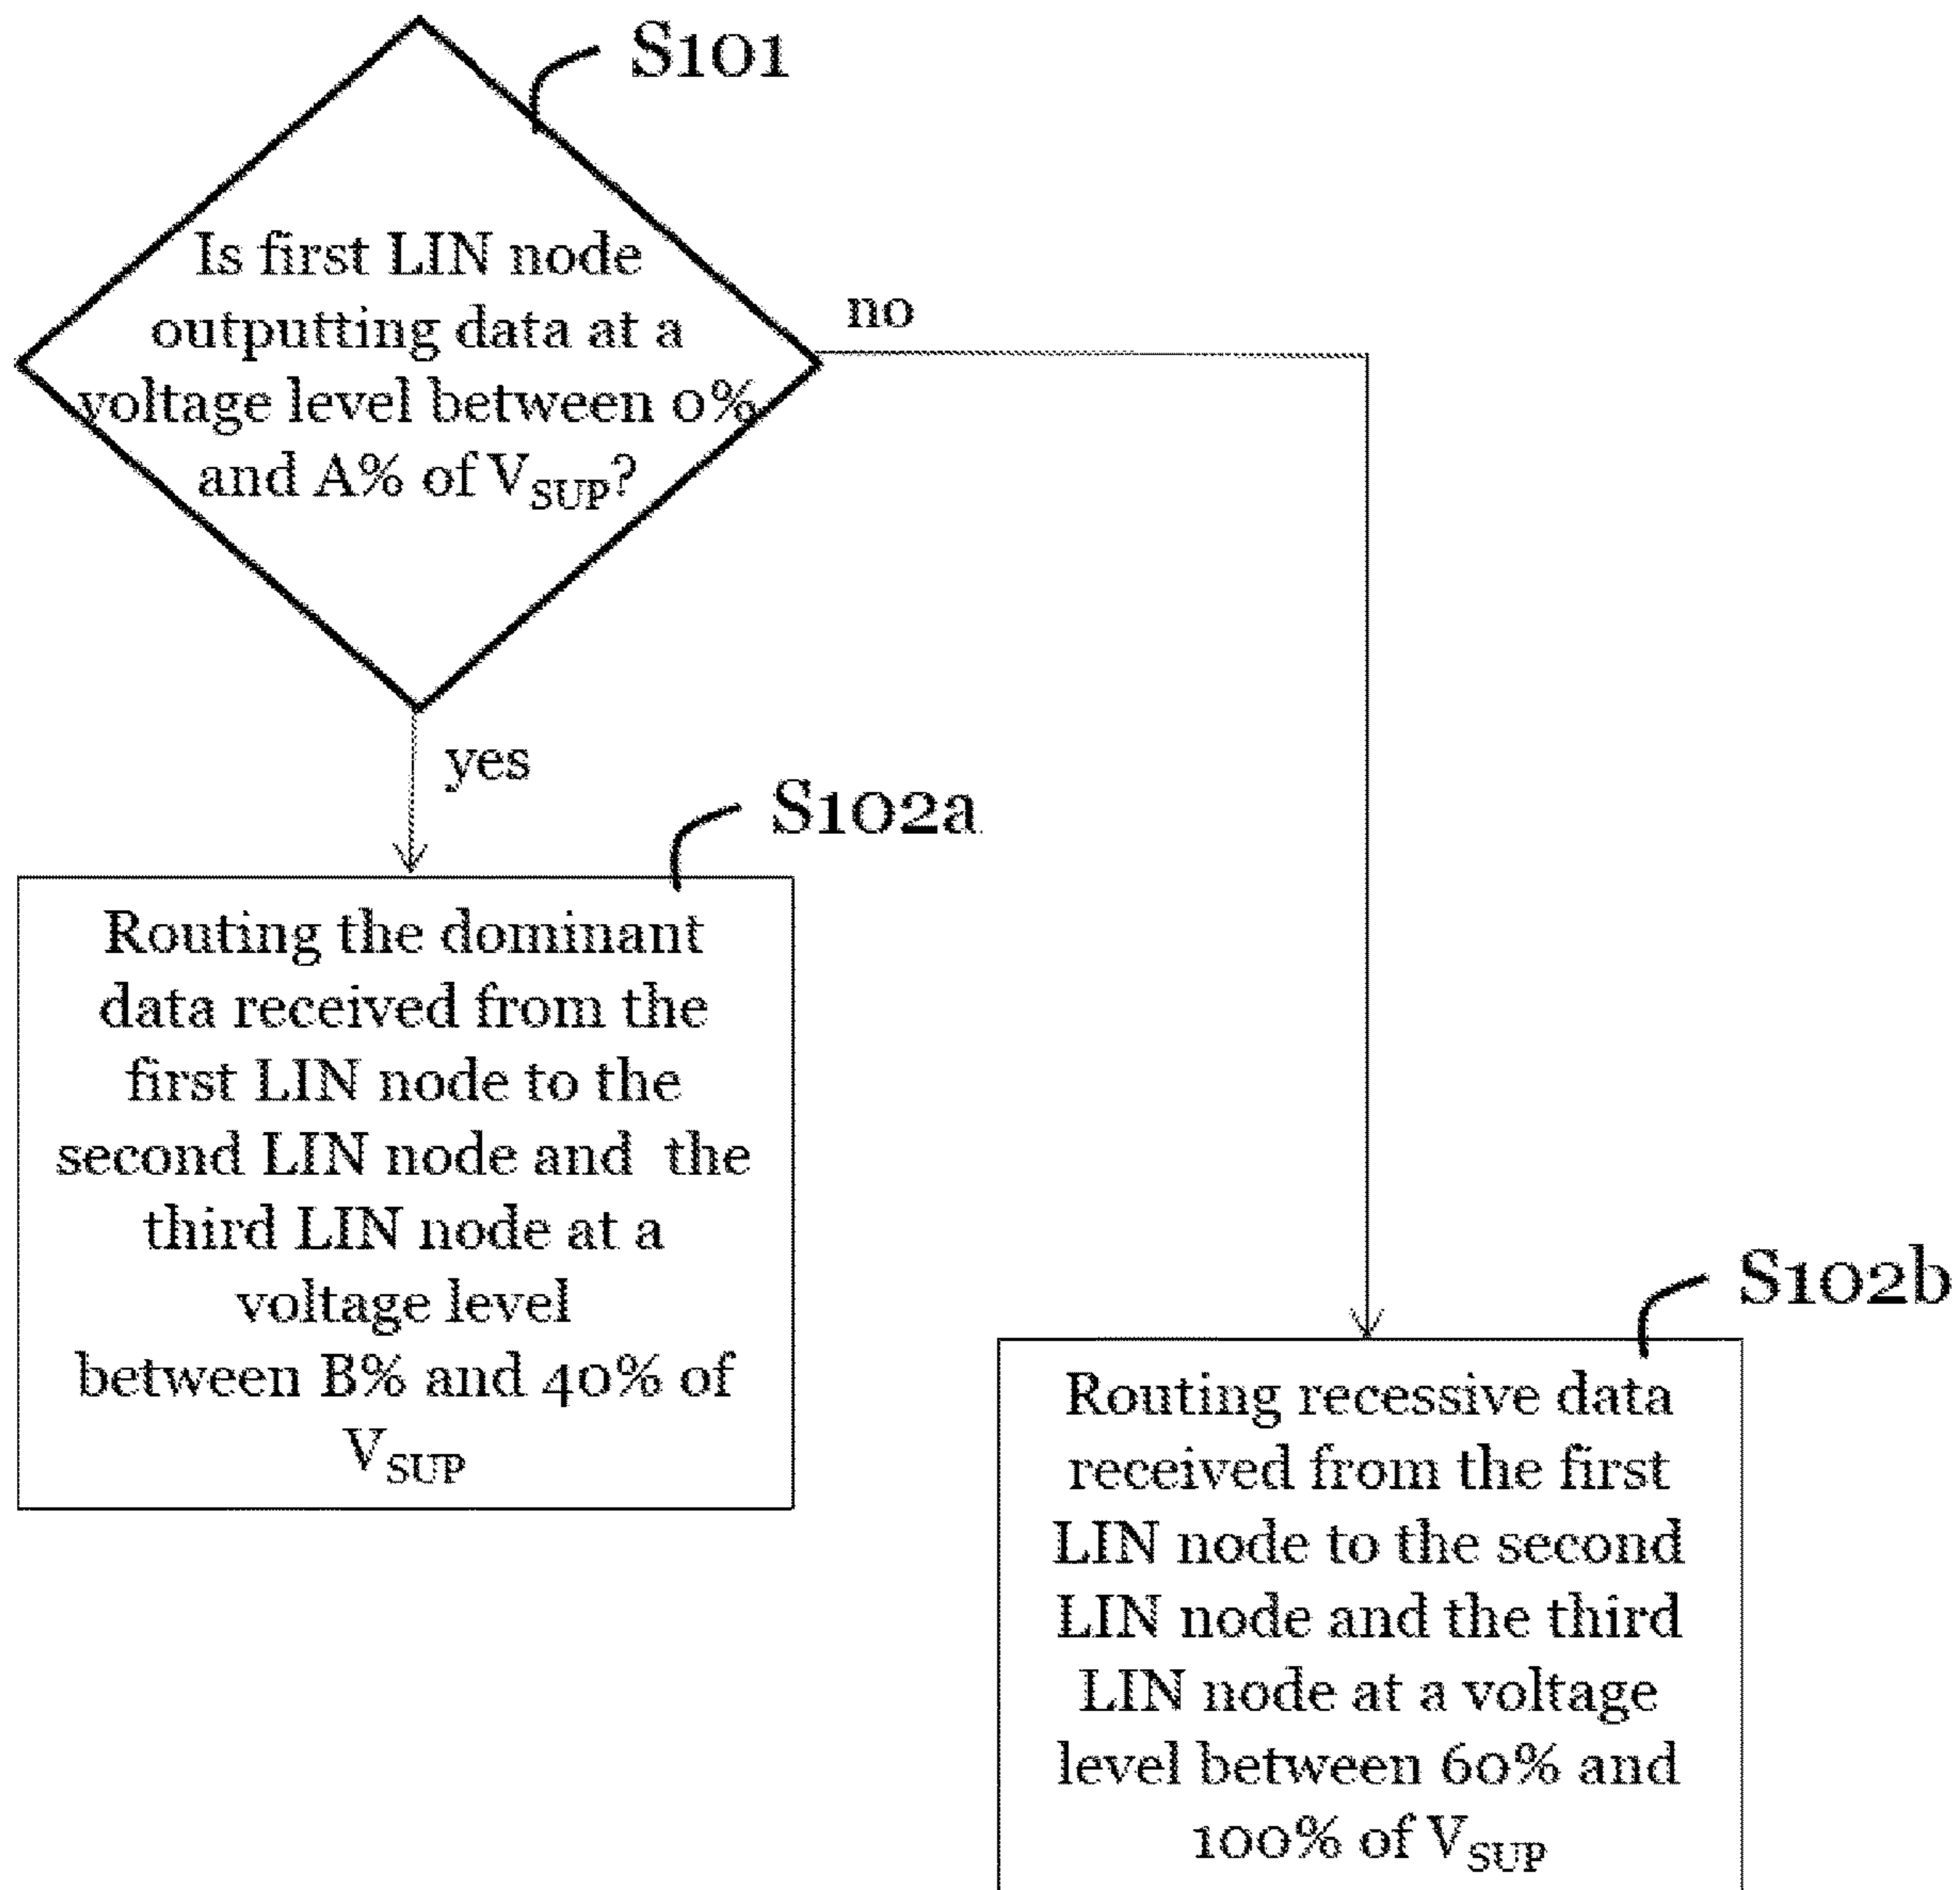 S101
Is first LIN node
outputting data at a
voltage level between 0%
and A% of VSUP?
no
yes
S102a
Routing the dominant
data received from the
first LIN node to the
second LIN node and the
third LIN node at a
voltage level
between B% and 40% of
VSUP
S102b
Routing recessive data
received from the first
LIN node to the second
LIN node and the third
LIN node at a voltage
level between 60% and
100% of VSUP